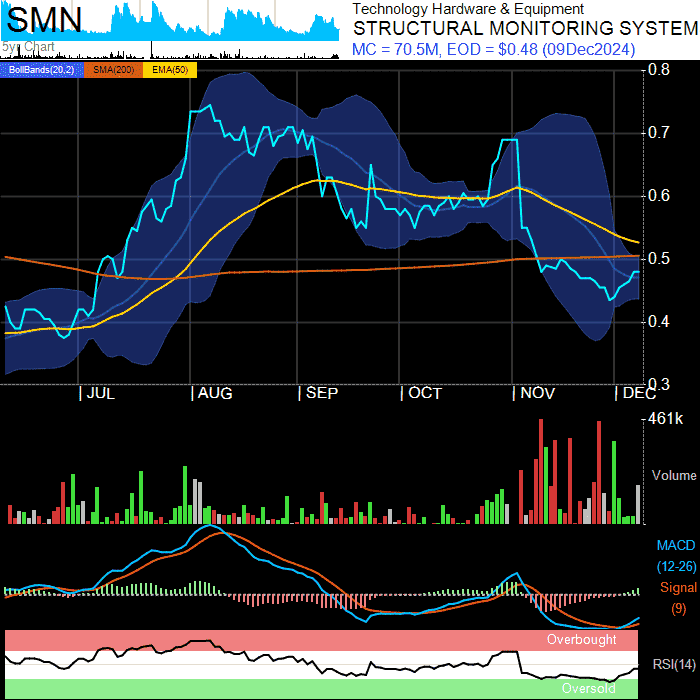 SMN
Technology Hardware & Equipment
STRUCTURAL MONITORING SYSTEM
5yr Chart
MC = 70.5M, EOD = $0.48 (09Dec2024)
BollBands(20,2) SMA(200) EMA(50)
0.8
0.7
0.6
0.5
0.4
0.3
JUL AUG SEP OCT NOV DEC
461k
Volume
MACD
(12-26)
Signal
(9)
Overbought
RSI(14)
Oversold